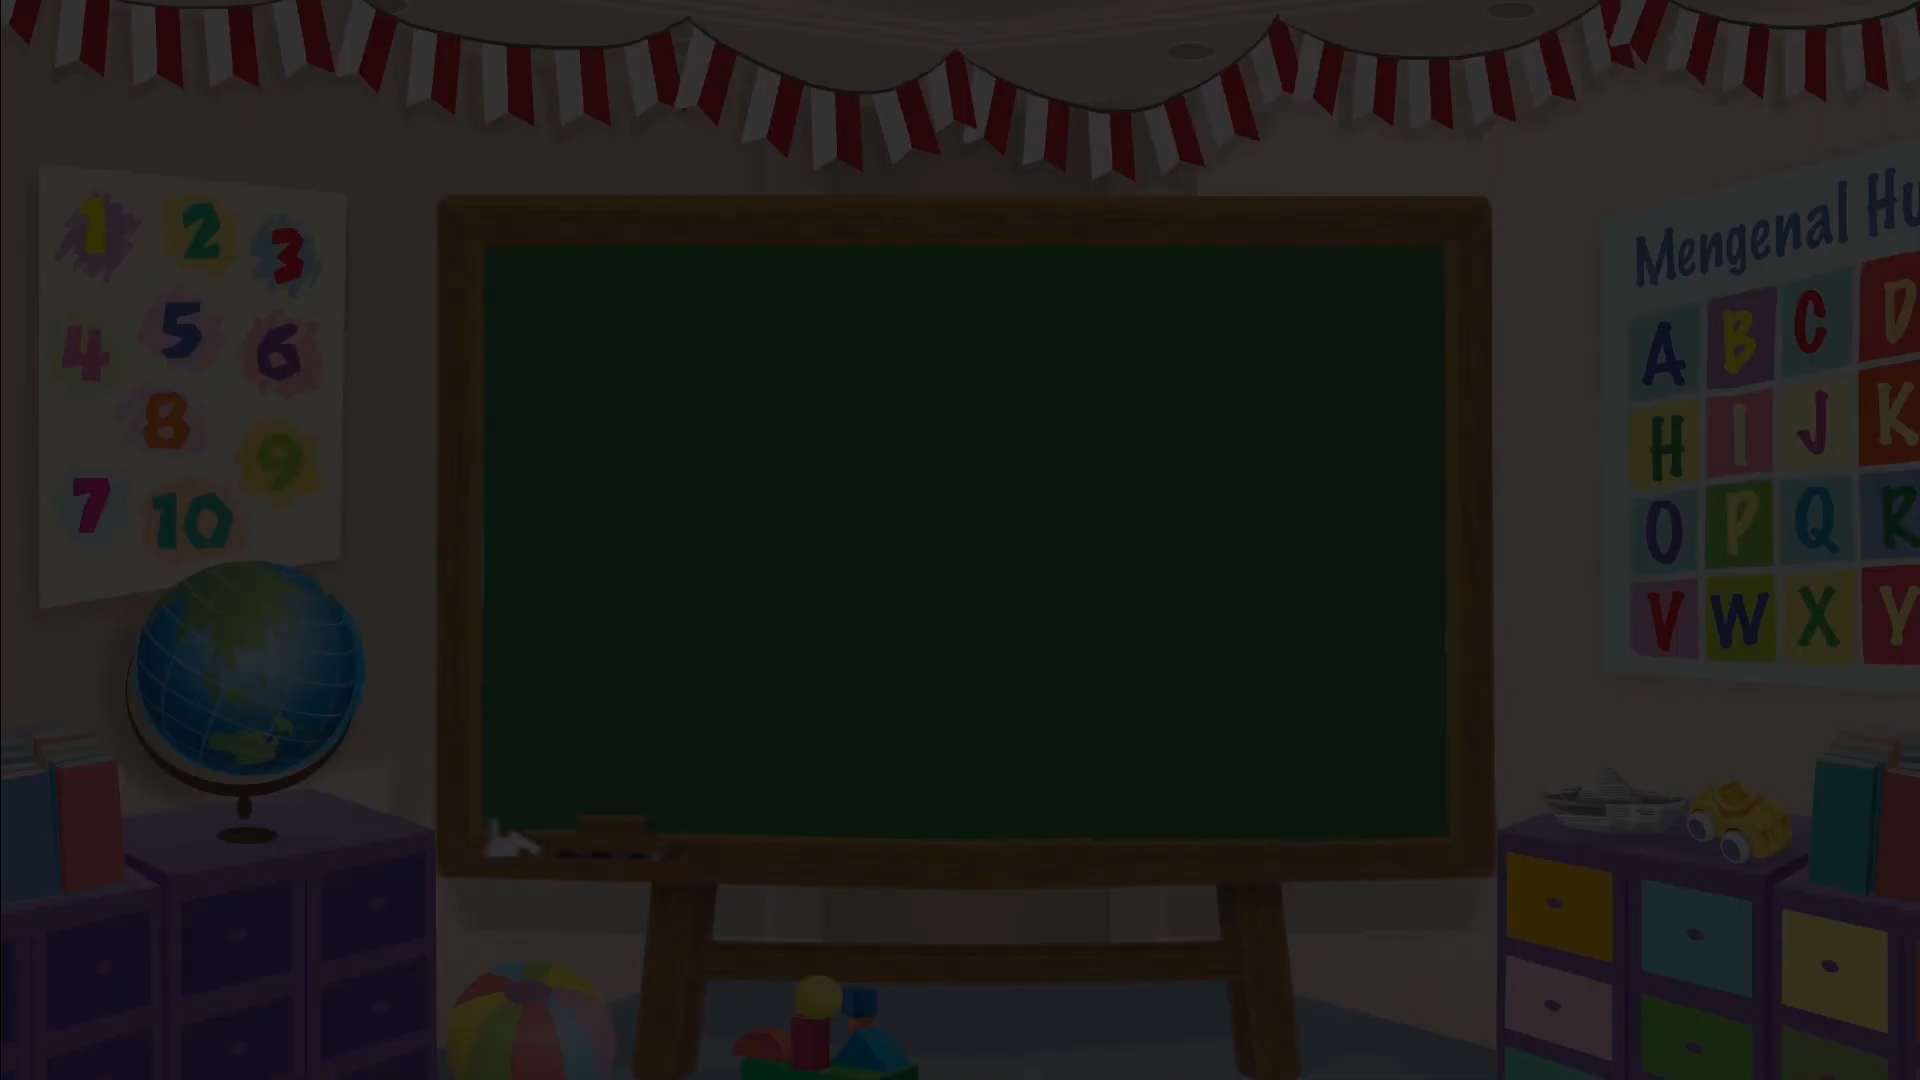 1 2 3
4 5 6
8 9
7 10
Mengenal Hu
A B C D
H I J K
O P Q R
V W X Y